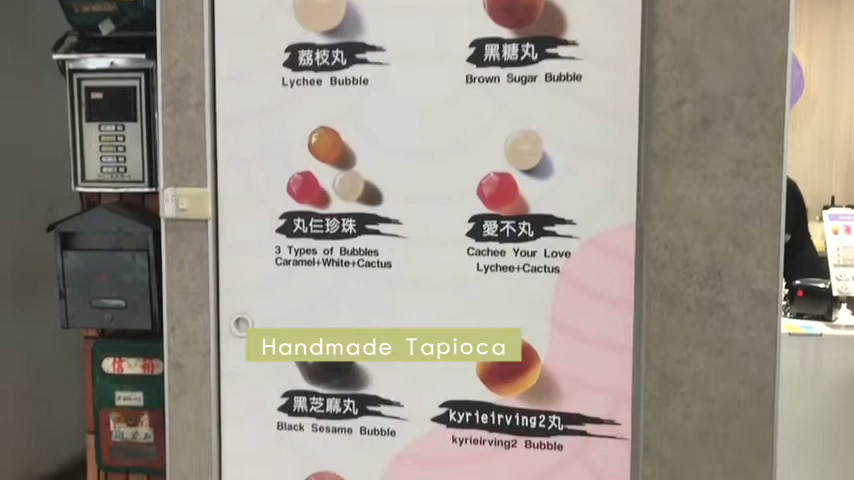 荔枝丸
Lychee Bubble
黑糖丸
Brown Sugar Bubble
丸仨珍珠
3 Types of Bubbles
Caramel+White+Cactus
愛不丸
Cachee Your Love
Lychee+Cactus
Handmade Tapioca
黑芝麻丸
Black Sesame Bubble
kyrieirving2丸
kyrieirving2 Bubble
信箱